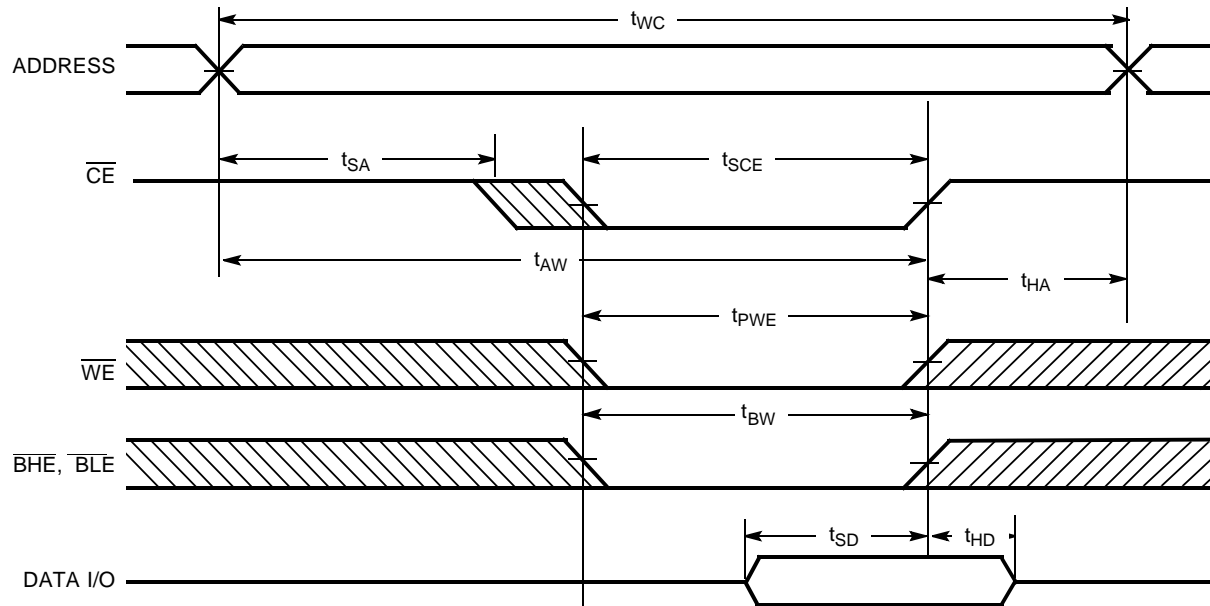 tWC
ADDRESS
tSA
tSCE
CE
tAW
tHA
tPWE
WE
tBW
BHE, BLE
tSD
tHD
DATA I/O